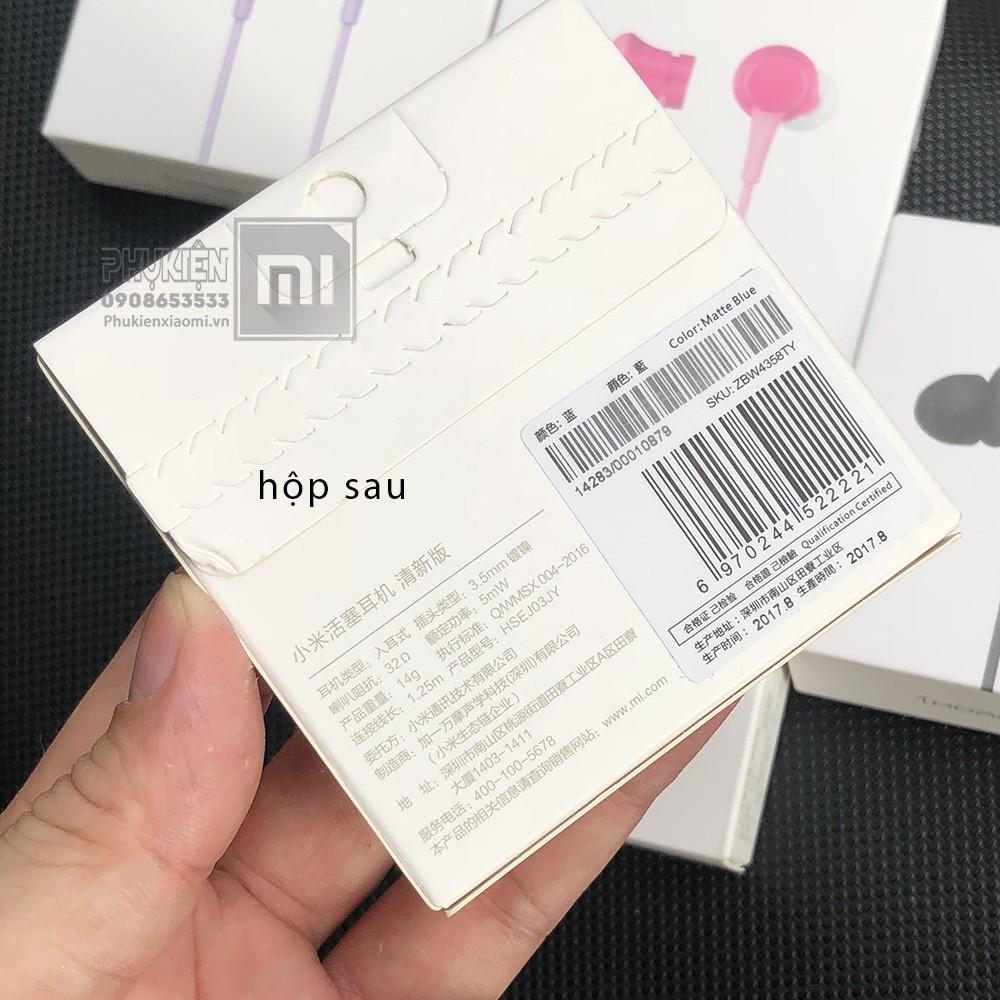 PHỤKIỆN
0908653533
Phukienxiaomi.vn
mi
hộp sau
颜色: 蓝 顏色: 藍 Color: Matte Blue
14283/00010879 SKU: ZBW4358TY
6 970244 522221
合格证 已检验 合格證 已檢驗 Qualification Certified
生产地址: 深圳市南山区田寮工业区
生产时间: 2017.8 生產時間: 2017.8
小米活塞耳机 清新版
耳机类型: 入耳式 插头类型: 3.5mm 镀镍
喇叭阻抗: 32Ω 额定功率: 5mW
产品重量: 14g 执行标准: Q/WMSX 004-2016
连接线长: 1.25m 产品型号: HSEJ03JY
委托方: 小米通讯技术有限公司
制造商: 加一万摩声学科技(深圳)有限公司
(小米生态链企业)
地 址: 深圳市南山区桃源街道田寮工业区A区田寮
大厦1403-1411
服务电话: 400-100-5678
本产品的相关信息请查询销售网站: www.mi.com